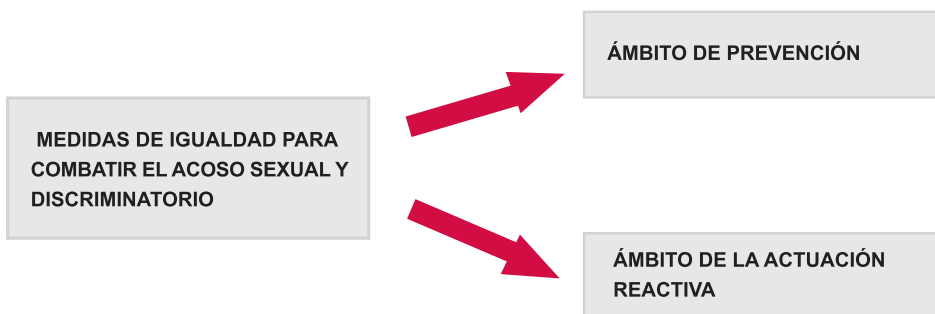 MEDIDAS DE IGUALDAD PARA
COMBATIR EL ACOSO SEXUAL Y
DISCRIMINATORIO
ÁMBITO DE PREVENCIÓN
ÁMBITO DE LA ACTUACIÓN
REACTIVA